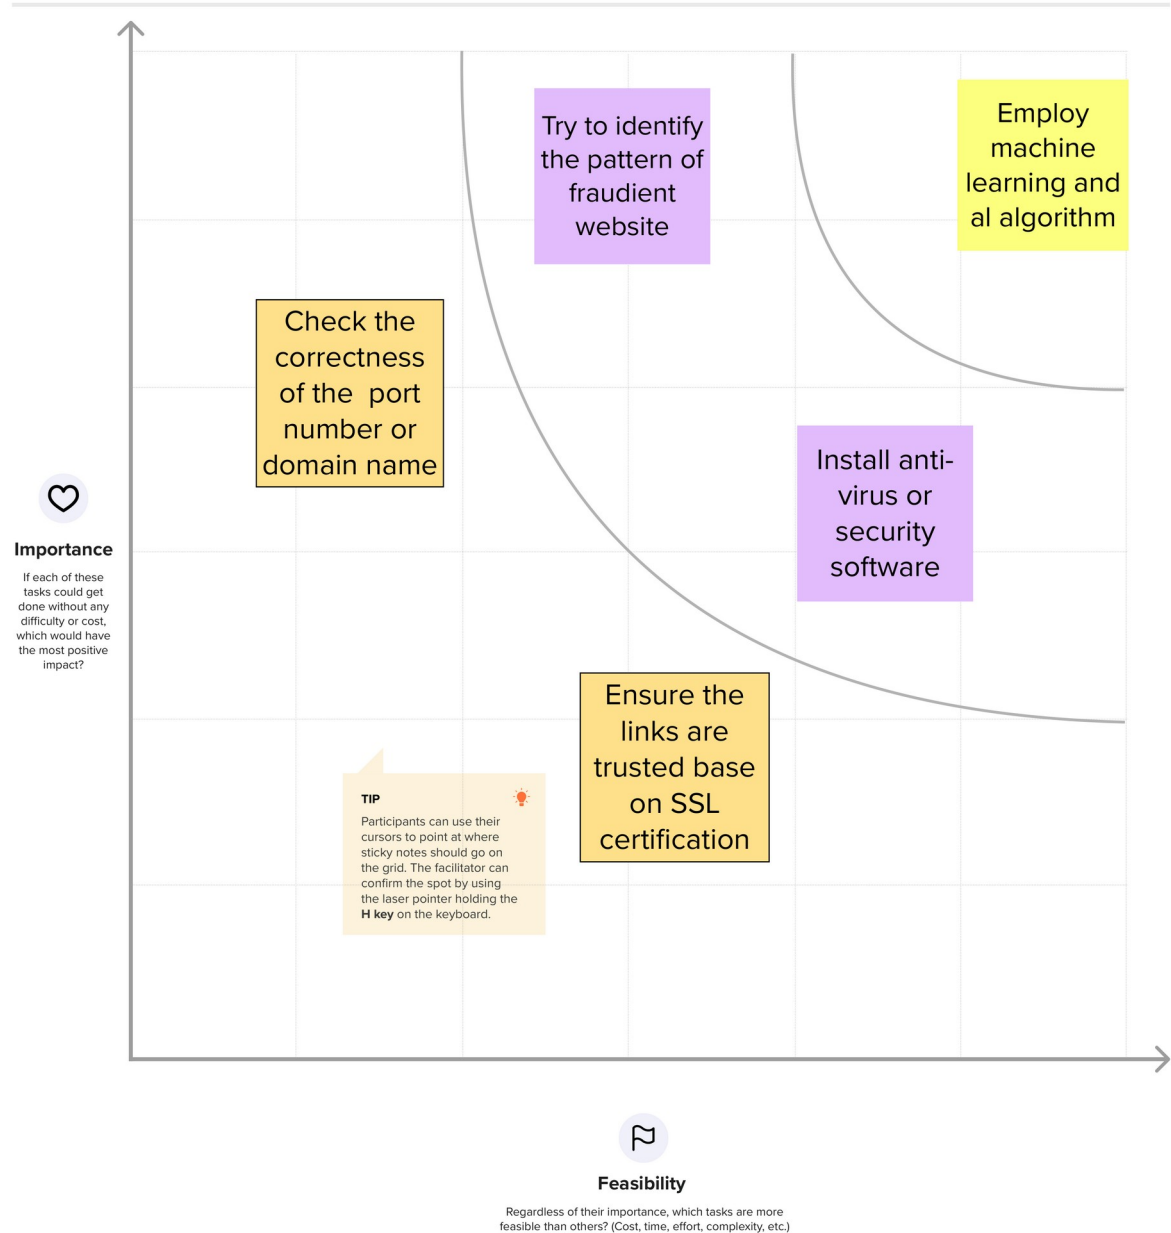 Try to identify
the pattern of
fraudient
website
Employ
machine
learning and
al algorithm
Check the
correctness
of the  port
number or
domain name
Install anti-
virus or
security
software
Importance
If each of these
tasks could get
done without any
difficulty or cost,
which would have
the most positive
impact?
Ensure the
links are
trusted base
on SSL
certification
TIP
Participants can use their
cursors to point at where
sticky notes should go on
the grid. The facilitator can
confirm the spot by using
the laser pointer holding the
H key on the keyboard.
Feasibility
Regardless of their importance, which tasks are more
feasible than others? (Cost, time, effort, complexity, etc.)